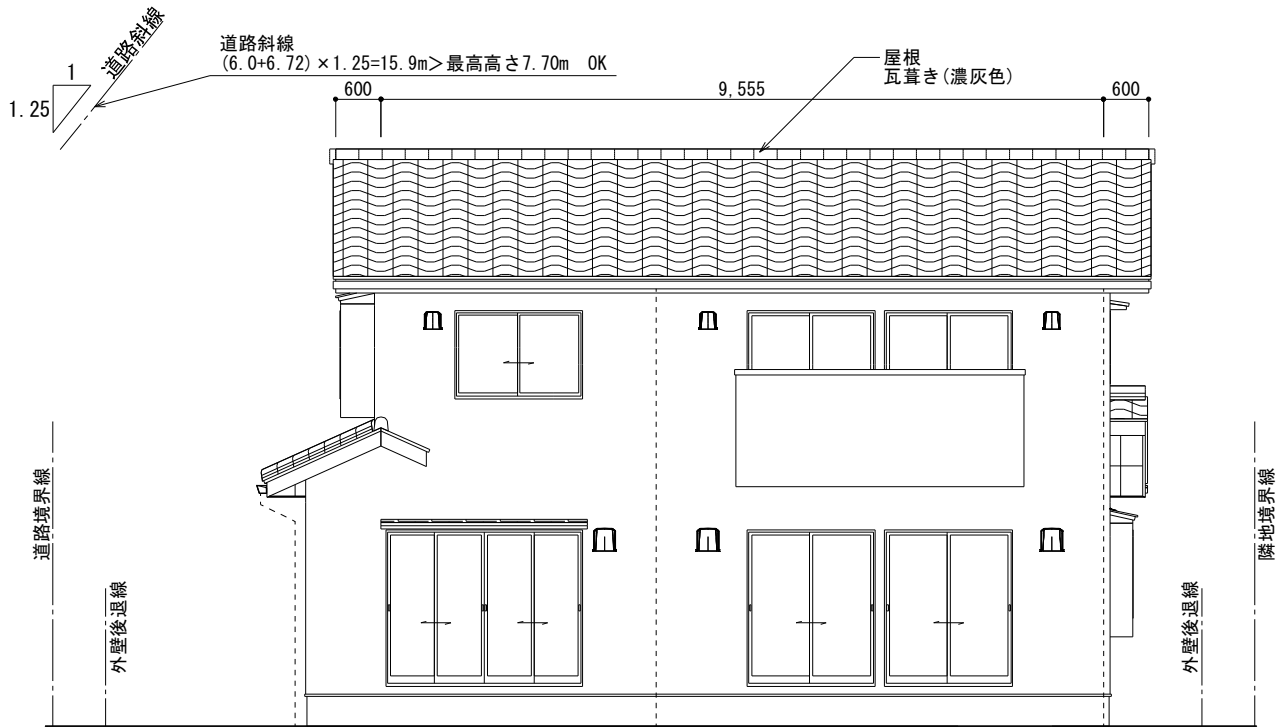 道路斜線
1
1.25
道路斜線
(6.0+6.72)×1.25=15.9m>最高高さ7.70m OK
屋根
瓦葺き(濃灰色)
600
9,555
600
道路境界線
外壁後退線
外壁後退線
隣地境界線